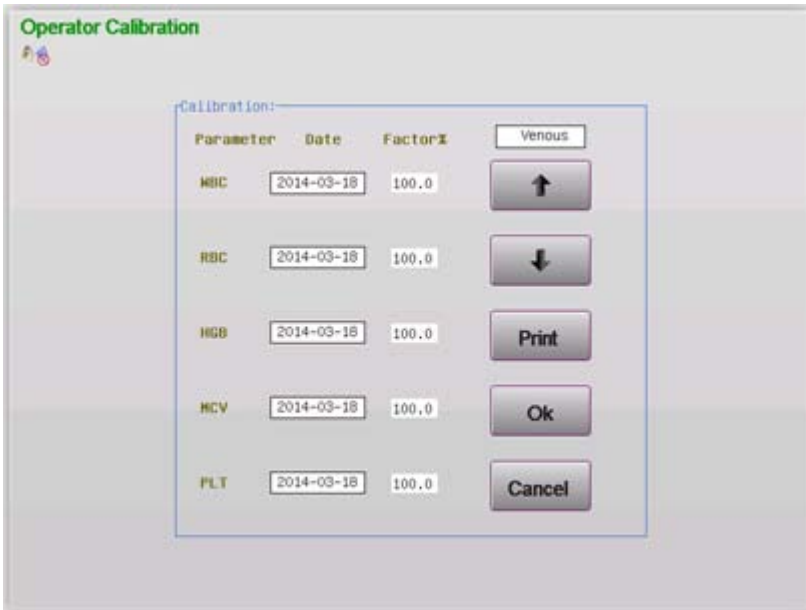 Operator Calibration
Calibration:
Parameter Date Factor% Venous
WBC 2014-03-18 100.0
RBC 2014-03-18 100.0
HGB 2014-03-18 100.0 Print
MCV 2014-03-18 100.0 Ok
PLT 2014-03-18 100.0 Cancel